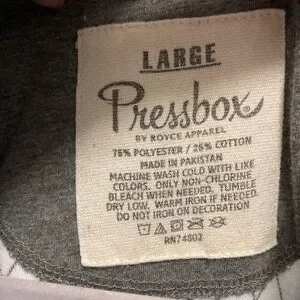 LARGE
Pressbox®
BY ROYCE APPAREL
75% POLYESTER / 25% COTTON
MADE IN PAKISTAN
MACHINE WASH COLD WITH LIKE
COLORS. ONLY NON-CHLORINE
BLEACH WHEN NEEDED. TUMBLE
DRY LOW. WARM IRON IF NEEDED.
DO NOT IRON ON DECORATION
RN74802